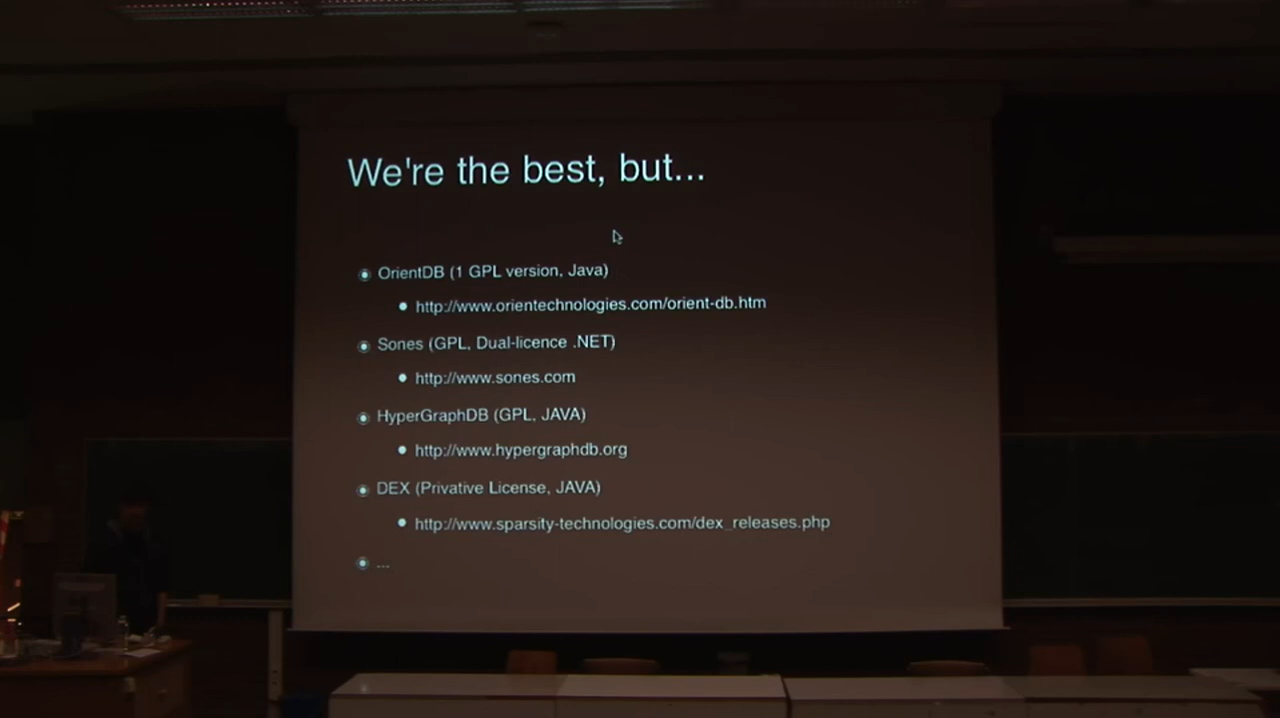 We're the best, but...
OrientDB (1 GPL version, Java)
http://www.orientechnologies.com/orient-db.htm
Sones (GPL, Dual-licence .NET)
http://www.sones.com
HyperGraphDB (GPL, JAVA)
http://www.hypergraphdb.org
DEX (Privative License, JAVA)
http://www.sparsity-technologies.com/dex_releases.php
...